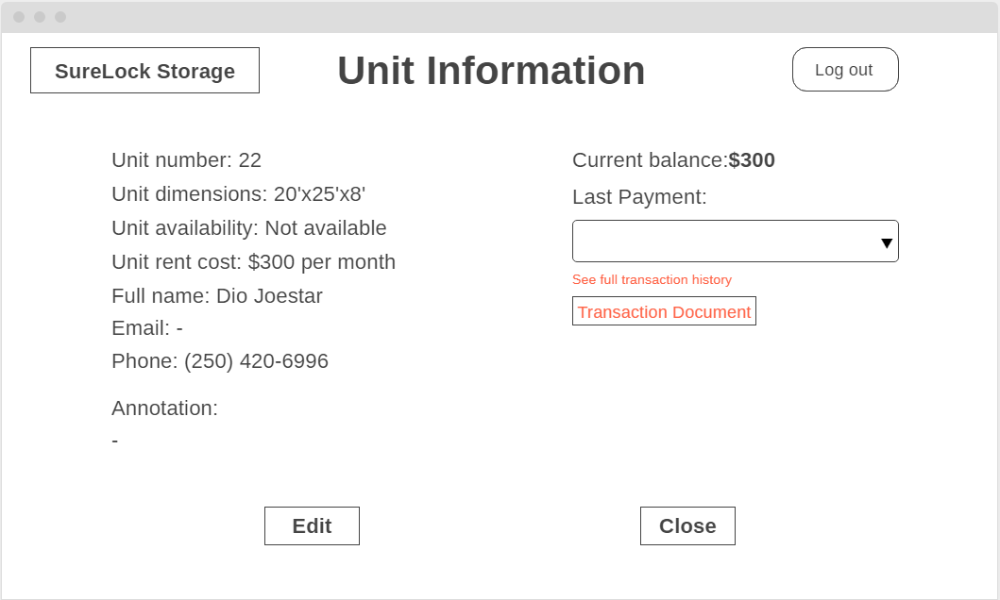 SureLock Storage
Unit Information
Log out
Unit number: 22
Unit dimensions: 20'x25'x8'
Unit availability: Not available
Unit rent cost: $300 per month
Full name: Dio Joestar
Email: -
Phone: (250) 420-6996
Annotation:
-
Current balance:$300
Last Payment:
See full transaction history
Transaction Document
Edit
Close